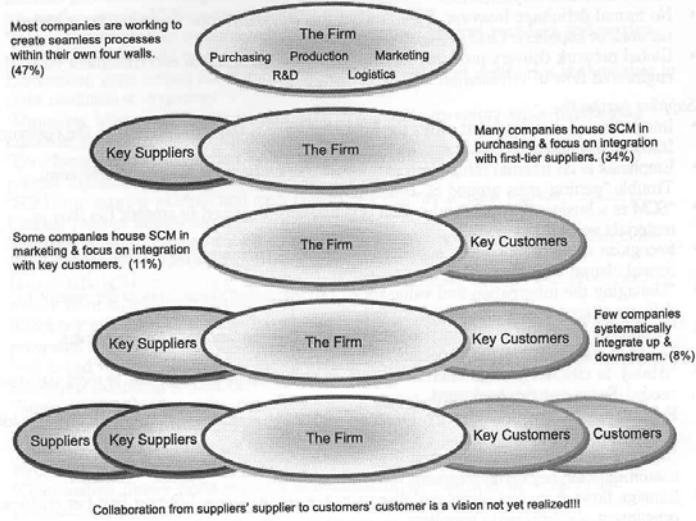 Most companies are working to
create seamless processes
within their own four walls.
(47%)
The Firm
Purchasing Production Marketing
R&D Logistics
Key Suppliers
The Firm
Many companies house SCM in
purchasing & focus on integration
with first-tier suppliers. (34%)
Some companies house SCM in
marketing & focus on integration
with key customers. (11%)
The Firm
Key Customers
Key Suppliers
The Firm
Key Customers
Few companies
systematically
integrate up &
downstream. (8%)
Suppliers
Key Suppliers
The Firm
Key Customers
Customers
Collaboration from suppliers' supplier to customers' customer is a vision not yet realized!!!